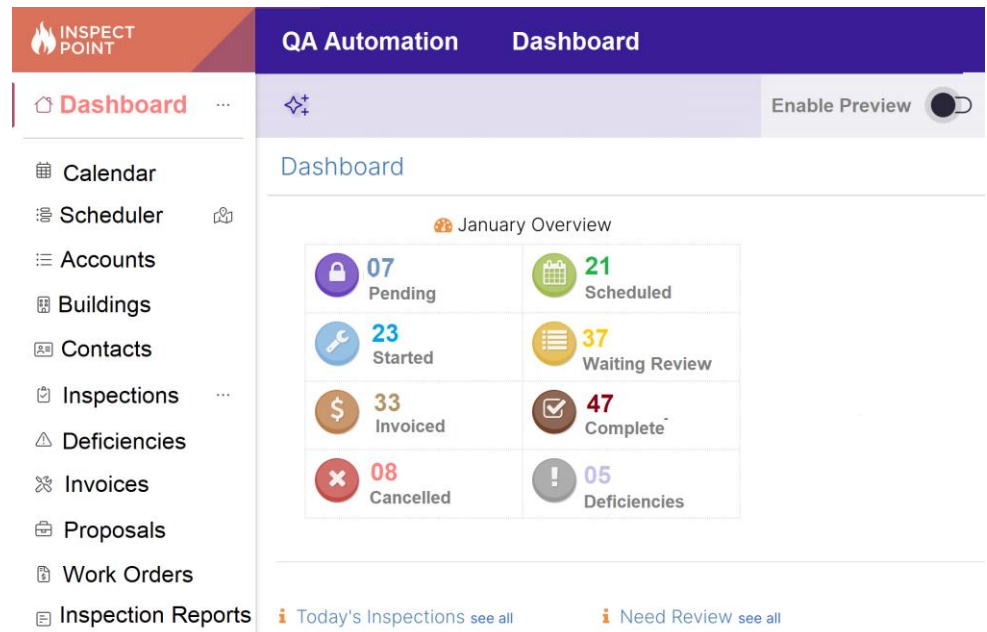 INSPECT
POINT
QA Automation Dashboard
Dashboard ...
Enable Preview
Calendar
Scheduler
Accounts
Buildings
Contacts
Inspections ...
Deficiencies
Invoices
Proposals
Work Orders
Inspection Reports
Dashboard
January Overview
07
Pending
21
Scheduled
23
Started
37
Waiting Review
33
Invoiced
47
Complete
08
Cancelled
05
Deficiencies
Today's Inspections see all
Need Review see all